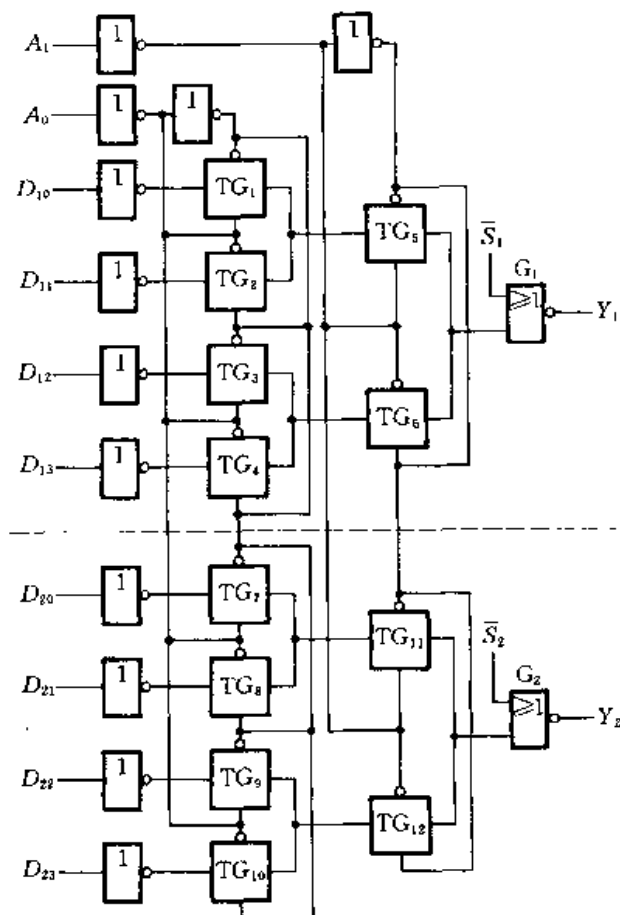 A₁ 1 1
A₀ 1 1
D₁₀ 1 TG₁
D₁₁ 1 TG₂ TG₅ S̅₁ G₁ ≥1 Y₁
D₁₂ 1 TG₃
D₁₃ 1 TG₄ TG₆
D₂₀ 1 TG₇
D₂₁ 1 TG₈ TG₁₁ S̅₂ G₂ ≥1 Y₂
D₂₂ 1 TG₉
D₂₃ 1 TG₁₀ TG₁₂